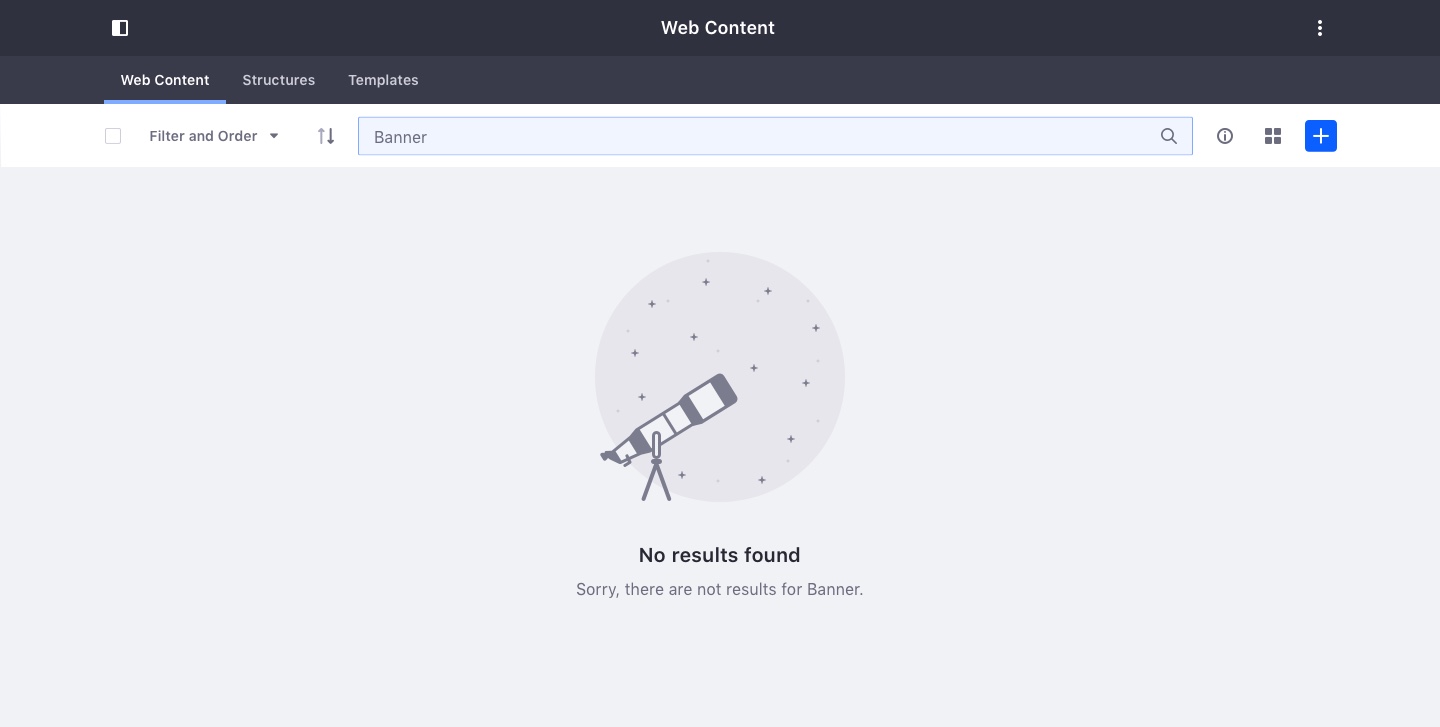 Web Content
Web Content Structures Templates
Filter and Order Banner
No results found
Sorry, there are not results for Banner.